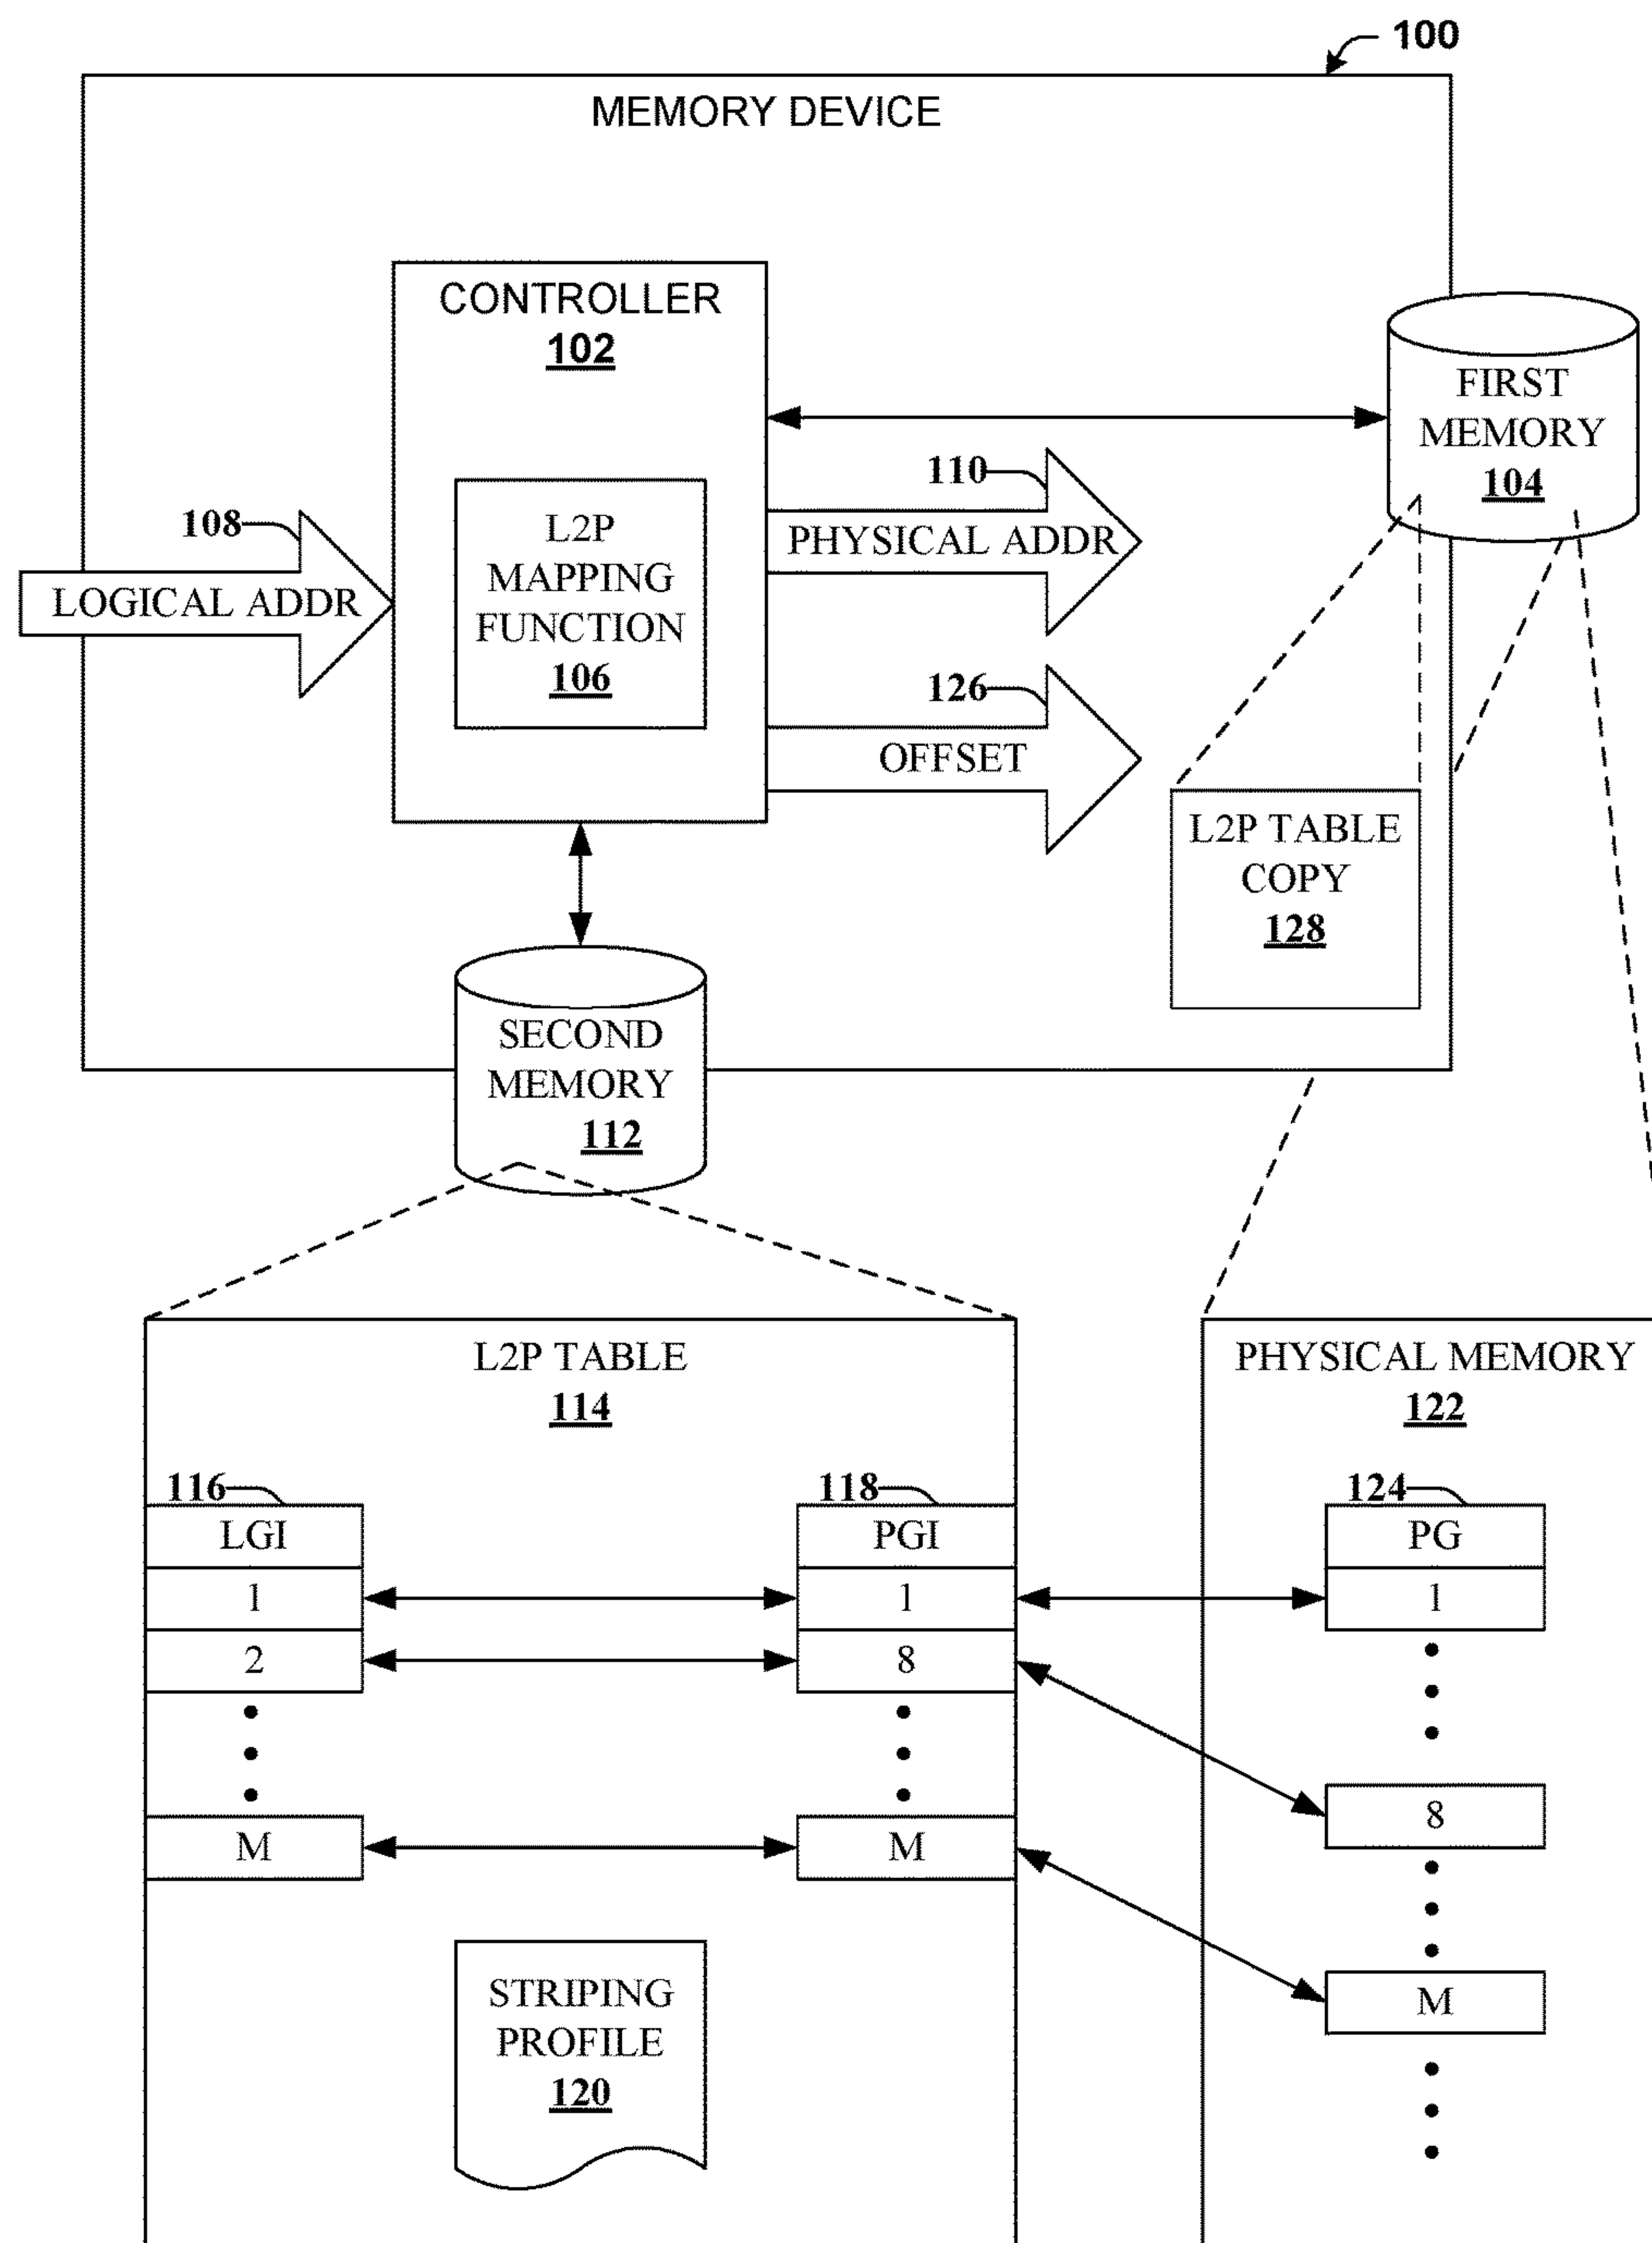 100
MEMORY DEVICE
CONTROLLER
102
FIRST
MEMORY
104
110
PHYSICAL ADDR
108
LOGICAL ADDR
L2P
MAPPING
FUNCTION
106
126
OFFSET
L2P TABLE
COPY
128
SECOND
MEMORY
112
L2P TABLE
114
PHYSICAL MEMORY
122
116
118
124
LGI
PGI
PG
1
1
1
2
8
8
M
M
M
STRIPING
PROFILE
120